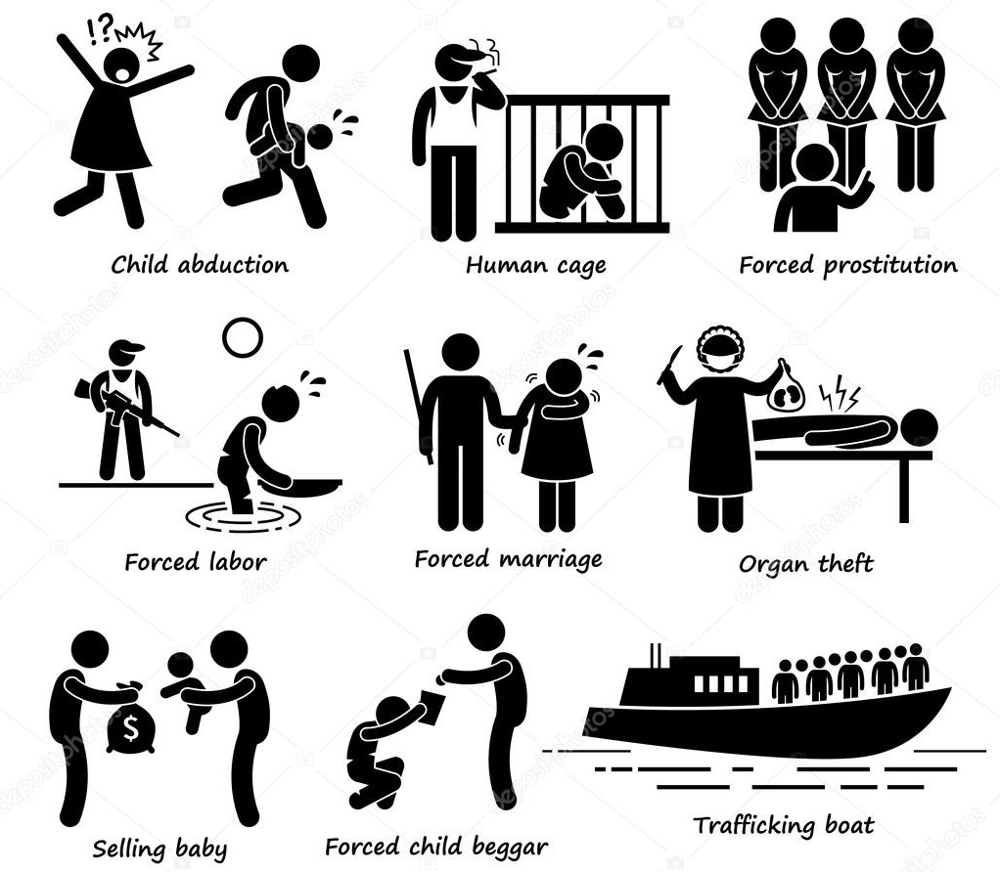 !??
Child abduction
Human cage
Forced prostitution
Forced labor
Forced marriage
Organ theft
$
Selling baby
Forced child beggar
Trafficking boat
depositphotos